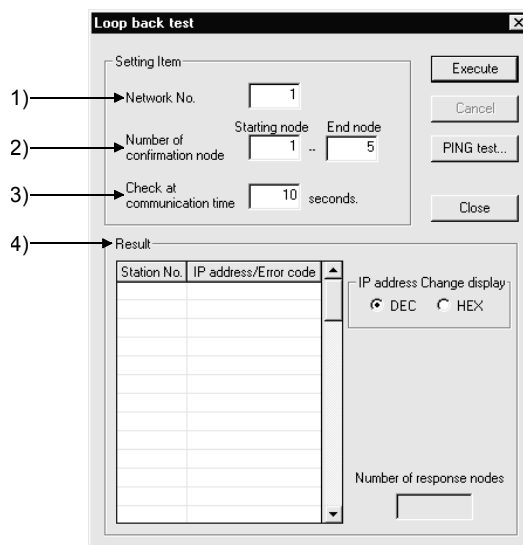 Loop back test
Setting Item
Execute
1)
Network No.
1
Cancel
Starting node
End node
2)
Number of
confirmation node
1
..
5
PING test...
3)
Check at
communication time
10
seconds.
Close
4)
Result
Station No.
IP address/Error code
IP address Change display
DEC
HEX
Number of response nodes